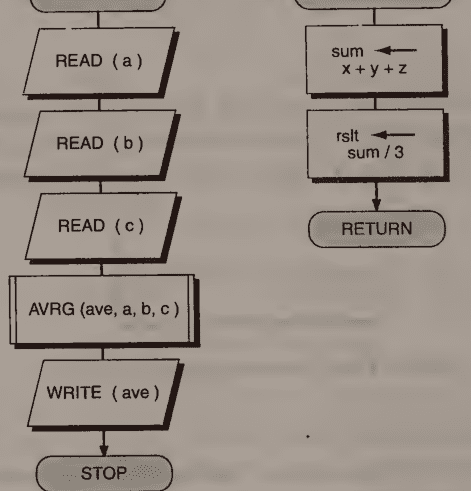 READ ( a )
READ ( b )
READ ( c )
AVRG (ave, a, b, c )
WRITE ( ave )
STOP
sum ←
x + y + z
rslt ←
sum / 3
RETURN